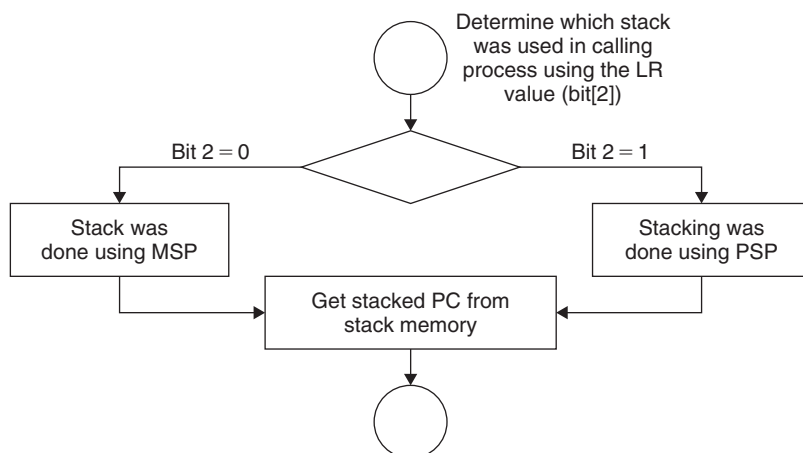 Determine which stack
was used in calling
process using the LR
value (bit[2])
Bit 2 = 0
Bit 2 = 1
Stack was
done using MSP
Stacking was
done using PSP
Get stacked PC from
stack memory